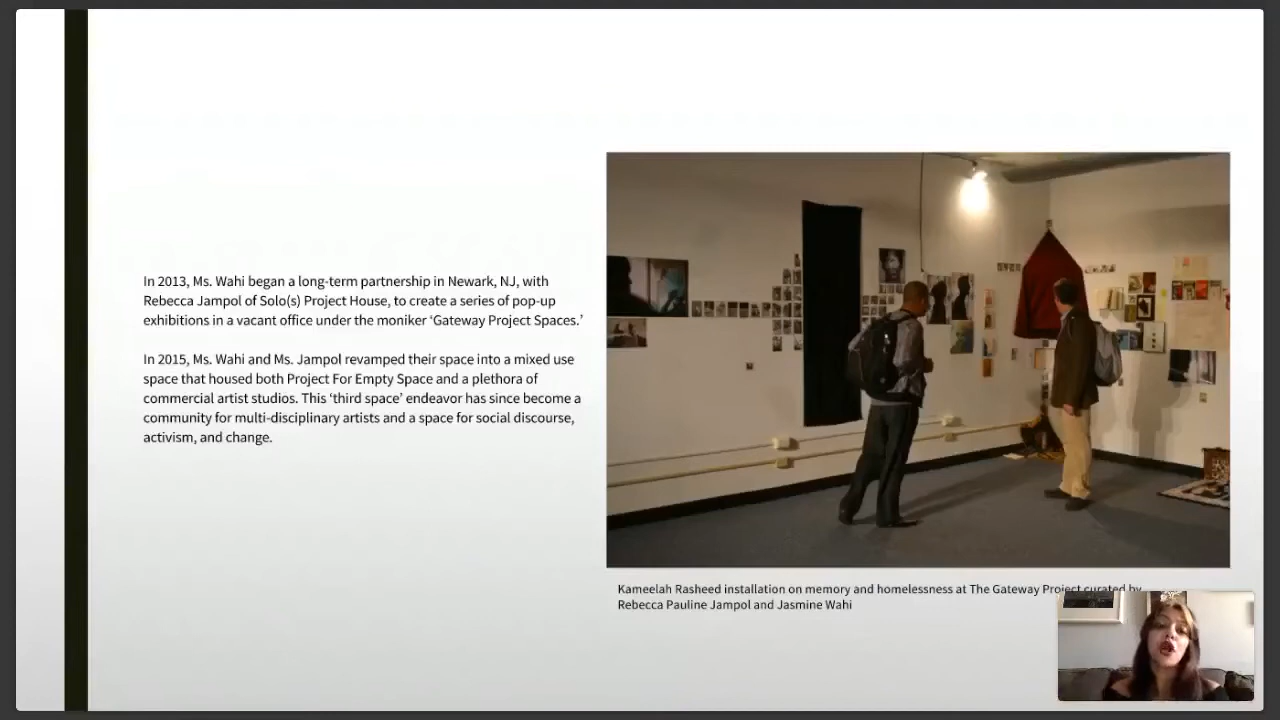 In 2013, Ms. Wahi began a long-term partnership in Newark, NJ, with
Rebecca Jampol of Solo(s) Project House, to create a series of pop-up
exhibitions in a vacant office under the moniker ‘Gateway Project Spaces.’
In 2015, Ms. Wahi and Ms. Jampol revamped their space into a mixed use
space that housed both Project For Empty Space and a plethora of
commercial artist studios. This ‘third space’ endeavor has since become a
community for multi-disciplinary artists and a space for social discourse,
activism, and change.
Kameelah Rasheed installation on memory and homelessness at The Gateway Project curated by
Rebecca Pauline Jampol and Jasmine Wahi